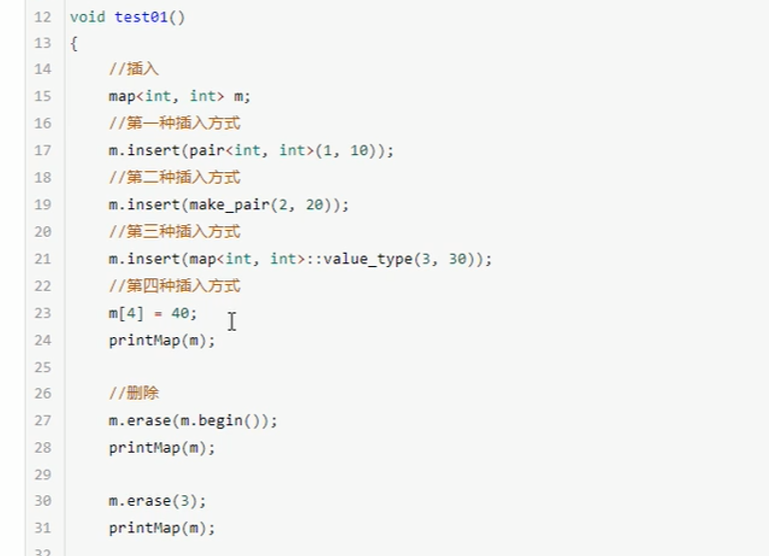 12 void test01()
13 {
14 //插入
15 map<int, int> m;
16 //第一种插入方式
17 m.insert(pair<int, int>(1, 10));
18 //第二种插入方式
19 m.insert(make_pair(2, 20));
20 //第三种插入方式
21 m.insert(map<int, int>::value_type(3, 30));
22 //第四种插入方式
23 m[4] = 40;
24 printMap(m);
25
26 //删除
27 m.erase(m.begin());
28 printMap(m);
29
30 m.erase(3);
31 printMap(m);
32